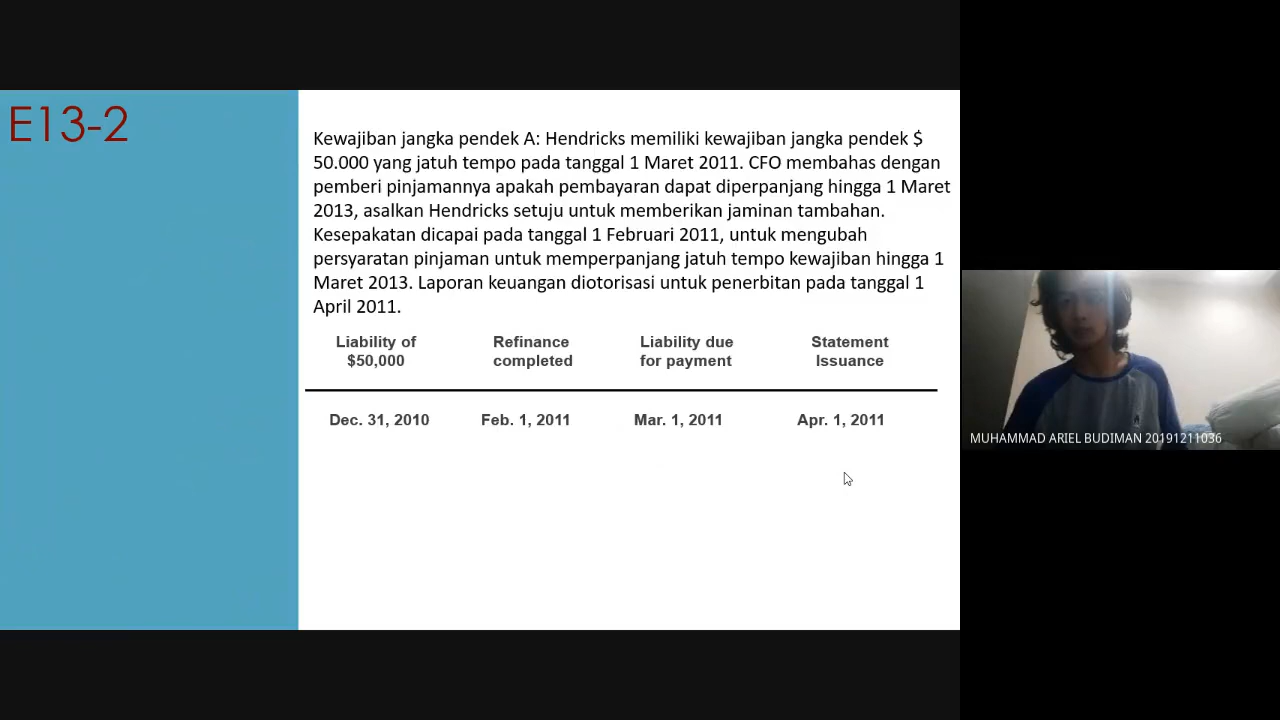 E13-2
Kewajiban jangka pendek A: Hendricks memiliki kewajiban jangka pendek $
50.000 yang jatuh tempo pada tanggal 1 Maret 2011. CFO membahas dengan
pemberi pinjamannya apakah pembayaran dapat diperpanjang hingga 1 Maret
2013, asalkan Hendricks setuju untuk memberikan jaminan tambahan.
Kesepakatan dicapai pada tanggal 1 Februari 2011, untuk mengubah
persyaratan pinjaman untuk memperpanjang jatuh tempo kewajiban hingga 1
Maret 2013. Laporan keuangan diotorisasi untuk penerbitan pada tanggal 1
April 2011.
Liability of Refinance Liability due Statement
$50,000 completed for payment Issuance
Dec. 31, 2010 Feb. 1, 2011 Mar. 1, 2011 Apr. 1, 2011
MUHAMMAD ARIEL BUDIMAN 20191211036